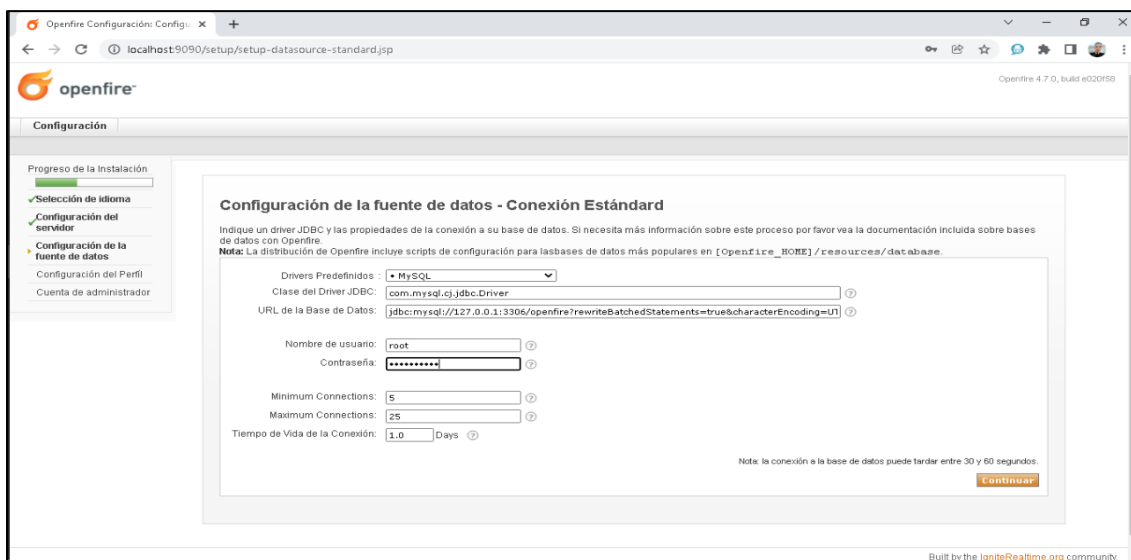 Openfire Configuración: Configu
localhost:9090/setup/setup-datasource-standard.jsp
openfire
Openfire 4.7.0, build e020f58
Configuración
Progreso de la Instalación
Selección de idioma
Configuración del
servidor
Configuración de la
fuente de datos
Configuración del Perfil
Cuenta de administrador
Configuración de la fuente de datos - Conexión Estándard
Indique un driver JDBC y las propiedades de la conexión a su base de datos. Si necesita más información sobre este proceso por favor vea la documentación incluida sobre bases
de datos con Openfire.
Nota: La distribución de Openfire incluye scripts de configuración para lasbases de datos más populares en [Openfire_HOME]/resources/database.
Drivers Predefinidos : • MySQL
Clase del Driver JDBC: com.mysql.cj.jdbc.Driver
URL de la Base de Datos: jdbc:mysql://127.0.0.1:3306/openfire?rewriteBatchedStatements=true&characterEncoding=UT
Nombre de usuario: root
Contraseña: ••••••••••
Minimum Connections: 5
Maximum Connections: 25
Tiempo de Vida de la Conexión: 1.0 Days
Nota: la conexión a la base de datos puede tardar entre 30 y 60 segundos.
Continuar
Built by the IgniteRealtime.org community.